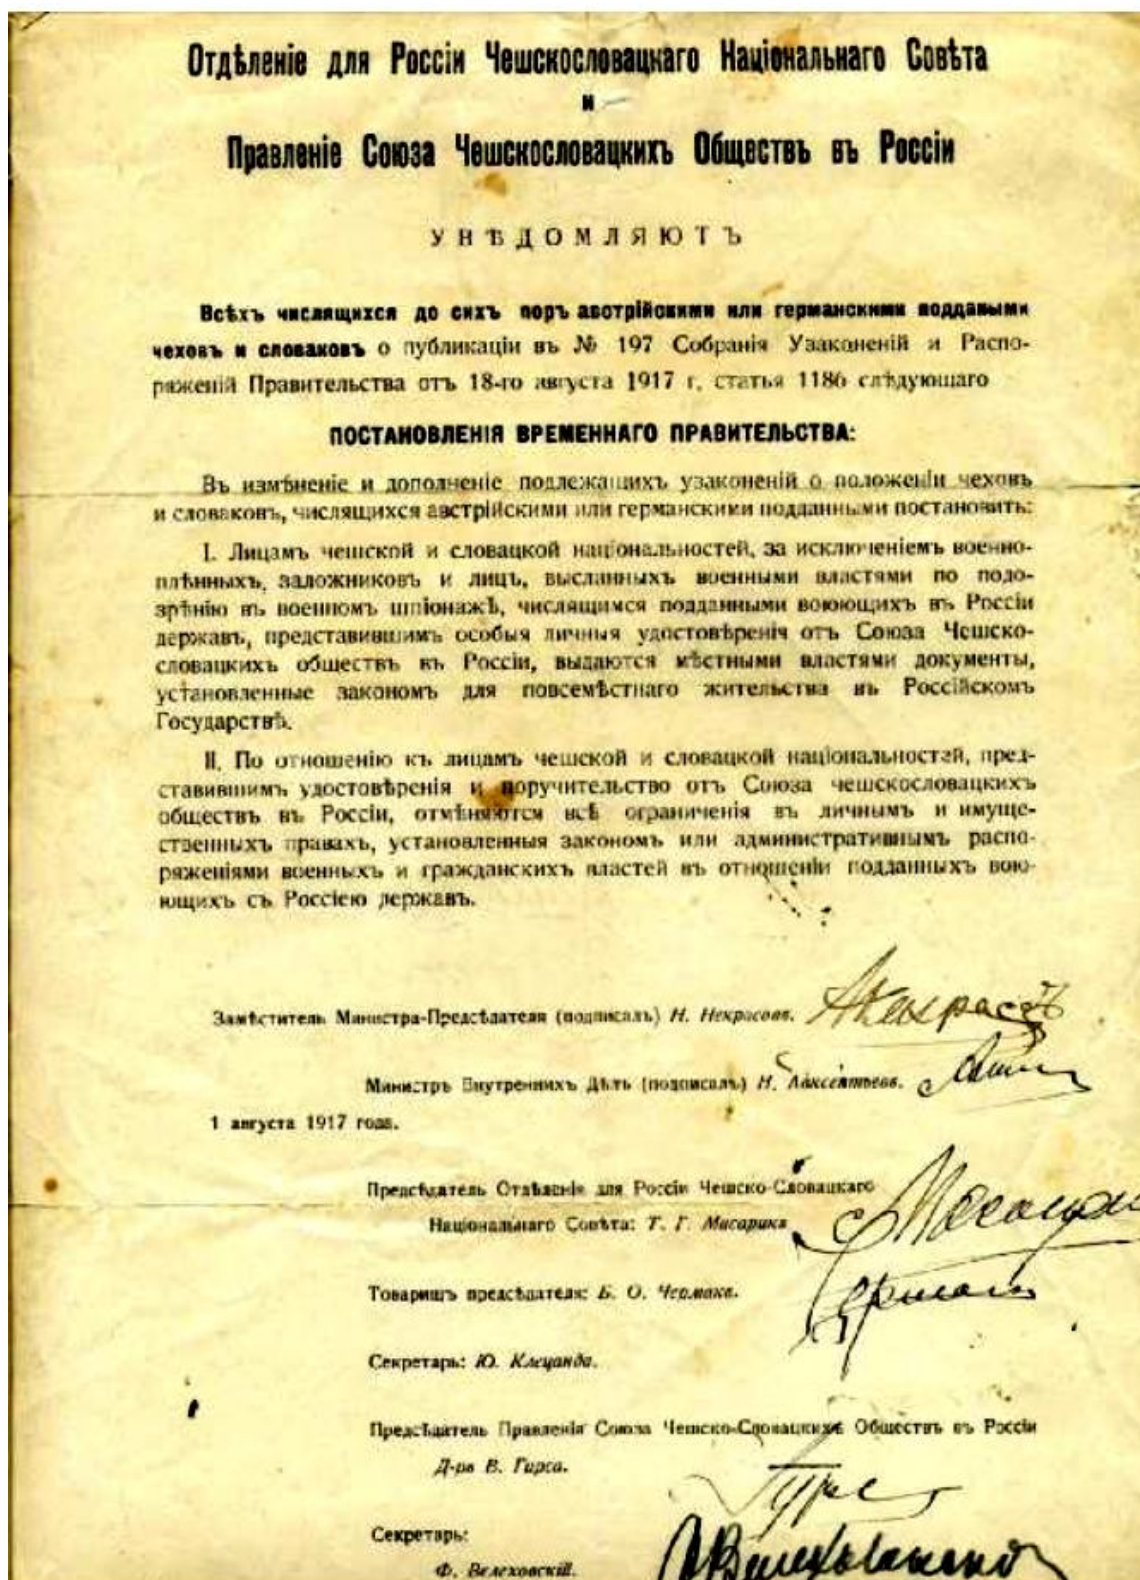 Отдѣленіе для Россіи Чешскословацкаго Національнаго Совѣта
и
Правленіе Союза Чешскословацкихъ Обществъ въ Россіи
УВѢДОМЛЯЮТЪ
Всѣхъ числящихся до сихъ поръ австрійскими или германскими поддаными
чеховъ и словаковъ о публикаціи въ № 197 Собранія Узаконеній и Распо-
ряженій Правительства отъ 18-го августа 1917 г. статья 1186 слѣдующаго
ПОСТАНОВЛЕНІЯ ВРЕМЕННАГО ПРАВИТЕЛЬСТВА:
Въ измѣненіе и дополненіе подлежащихъ узаконеній о положеніи чеховъ
и словаковъ, числящихся австрійскими или германскими подданными постановить:
I. Лицамъ чешской и словацкой національностей, за исключеніемъ военно-
плѣнныхъ, заложниковъ и лицъ, высланныхъ военными властями по подо-
зрѣнію въ военномъ шпіонажѣ, числящимся подданными воюющихъ въ Россіи
державъ, представившимъ особыя личныя удостовѣренія отъ Союза Чешско-
словацкихъ обществъ въ Россіи, выдаются мѣстными властями документы,
установленные закономъ для повсемѣстнаго жительства въ Россійскомъ
Государствѣ.
II. По отношенію къ лицамъ чешской и словацкой національностей, пред-
ставившимъ удостовѣренія и поручительство отъ Союза чешскословацкихъ
обществъ въ Россіи, отмѣняются всѣ ограниченія въ личнымъ и имуще-
ственныхъ правахъ, установленныя закономъ или административнымъ распо-
ряженіями военныхъ и гражданскихъ властей въ отношеніи подданныхъ вою-
ющихъ съ Россіею державъ.
Замѣститель Министра-Предсѣдателя (подписалъ) Н. Некрасовъ.
Министръ Внутреннихъ Дѣлъ (подписалъ) Н. Авксентьевъ.
1 августа 1917 года.
Предсѣдатель Отдѣленія для Россіи Чешско-Словацкаго
Національнаго Совѣта: Т. Г. Масарикъ
Товарищъ предсѣдателя: Б. О. Чермакъ.
Секретарь: Ю. Клецанда.
Предсѣдатель Правленія Союза Чешско-Словацкихъ Обществъ въ Россіи
Д-ръ В. Гирса.
Секретарь:
Ф. Велеховскій.